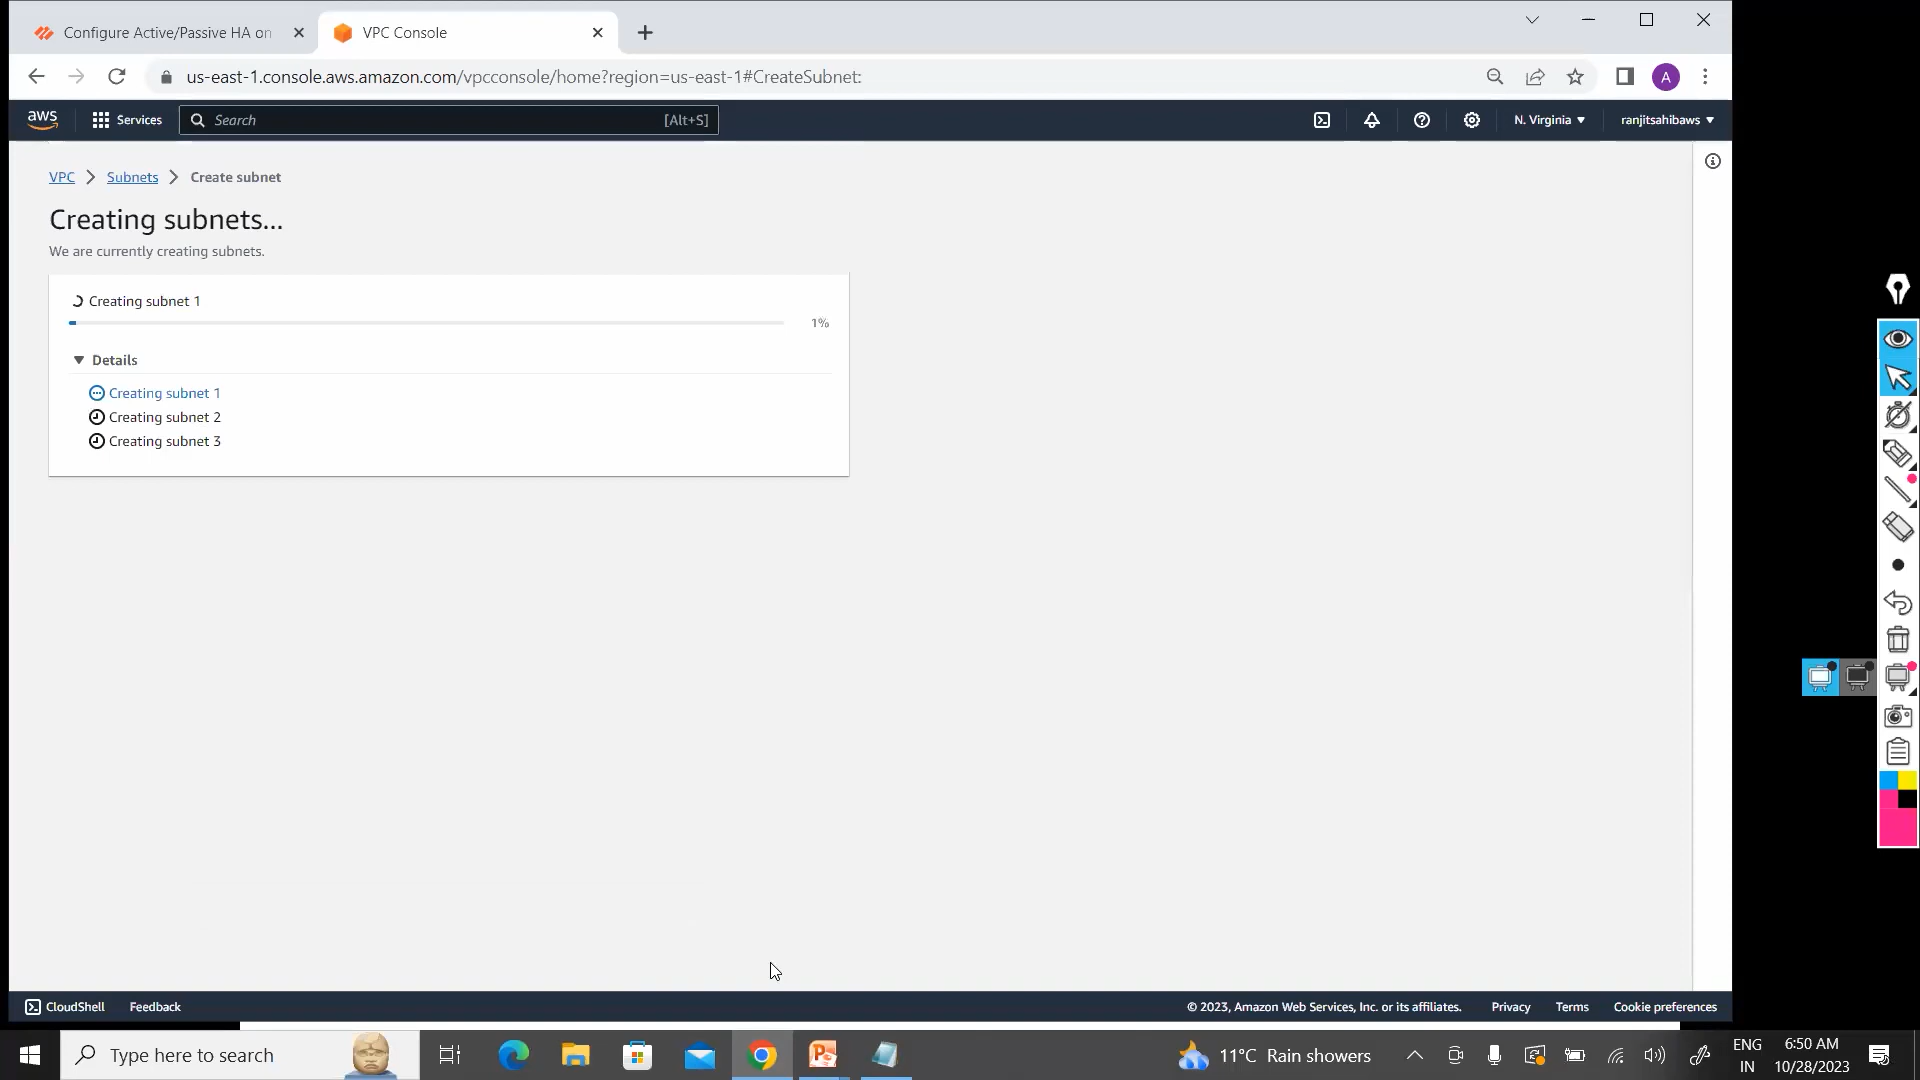 Configure Active/Passive HA on
VPC Console
us-east-1.console.aws.amazon.com/vpcconsole/home?region=us-east-1#CreateSubnet:
A
aws
Services
Search
[Alt+S]
N. Virginia
ranjitsahibaws
VPC
Subnets
Create subnet
Creating subnets...
We are currently creating subnets.
Creating subnet 1
1%
Details
Creating subnet 1
Creating subnet 2
Creating subnet 3
CloudShell
Feedback
© 2023, Amazon Web Services, Inc. or its affiliates.
Privacy
Terms
Cookie preferences
Type here to search
11°C Rain showers
ENG
IN
6:50 AM
10/28/2023